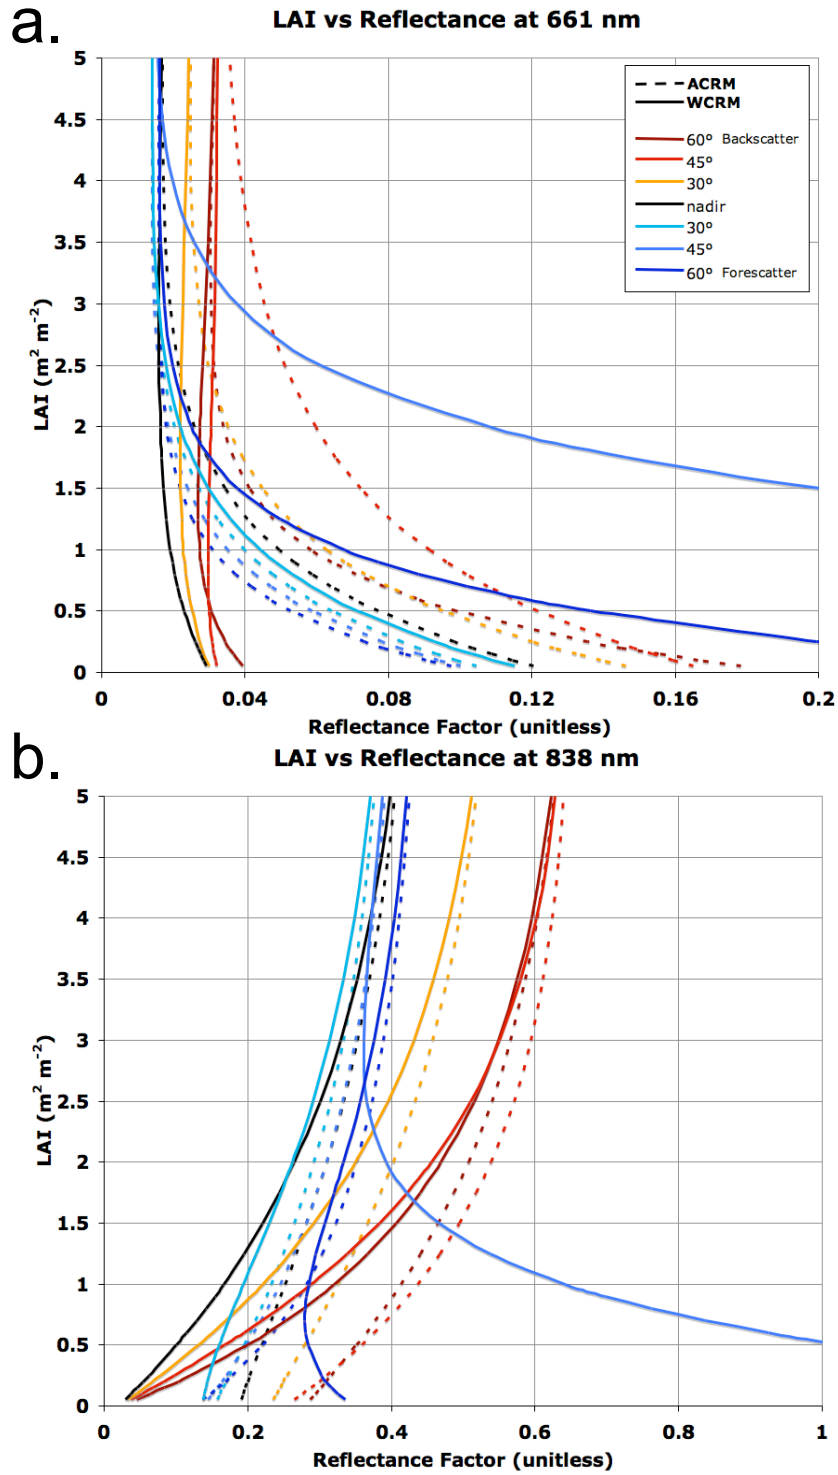 a.
LAI vs Reflectance at 661 nm
5
4.5
4
3.5
3
2.5
2
1.5
1
0.5
0
LAI (m² m⁻²)
ACRM
WCRM
60º Backscatter
45º
30º
nadir
30º
45º
60º Forescatter
0 0.04 0.08 0.12 0.16 0.2
Reflectance Factor (unitless)
b.
LAI vs Reflectance at 838 nm
5
4.5
4
3.5
3
2.5
2
1.5
1
0.5
0
LAI (m² m⁻²)
0 0.2 0.4 0.6 0.8 1
Reflectance Factor (unitless)